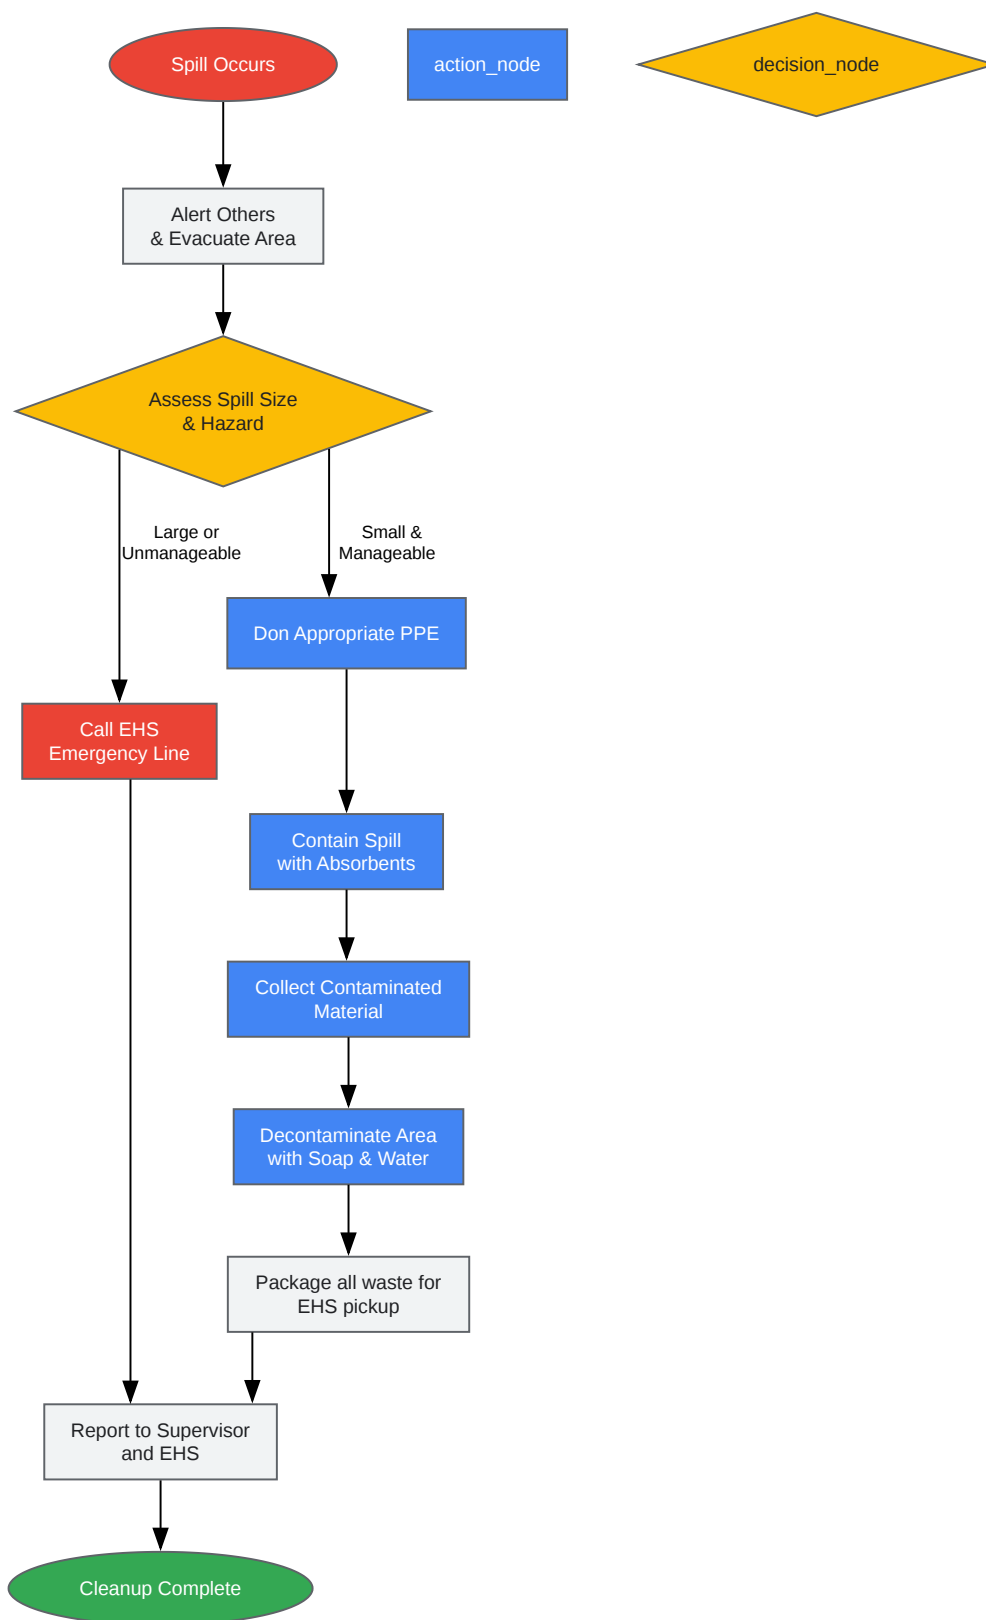 Spill Occurs
action_node
decision_node
Alert Others
& Evacuate Area
Assess Spill Size
& Hazard
Large or
Unmanageable
Small &
Manageable
Don Appropriate PPE
Call EHS
Emergency Line
Contain Spill
with Absorbents
Collect Contaminated
Material
Decontaminate Area
with Soap & Water
Package all waste for
EHS pickup
Report to Supervisor
and EHS
Cleanup Complete